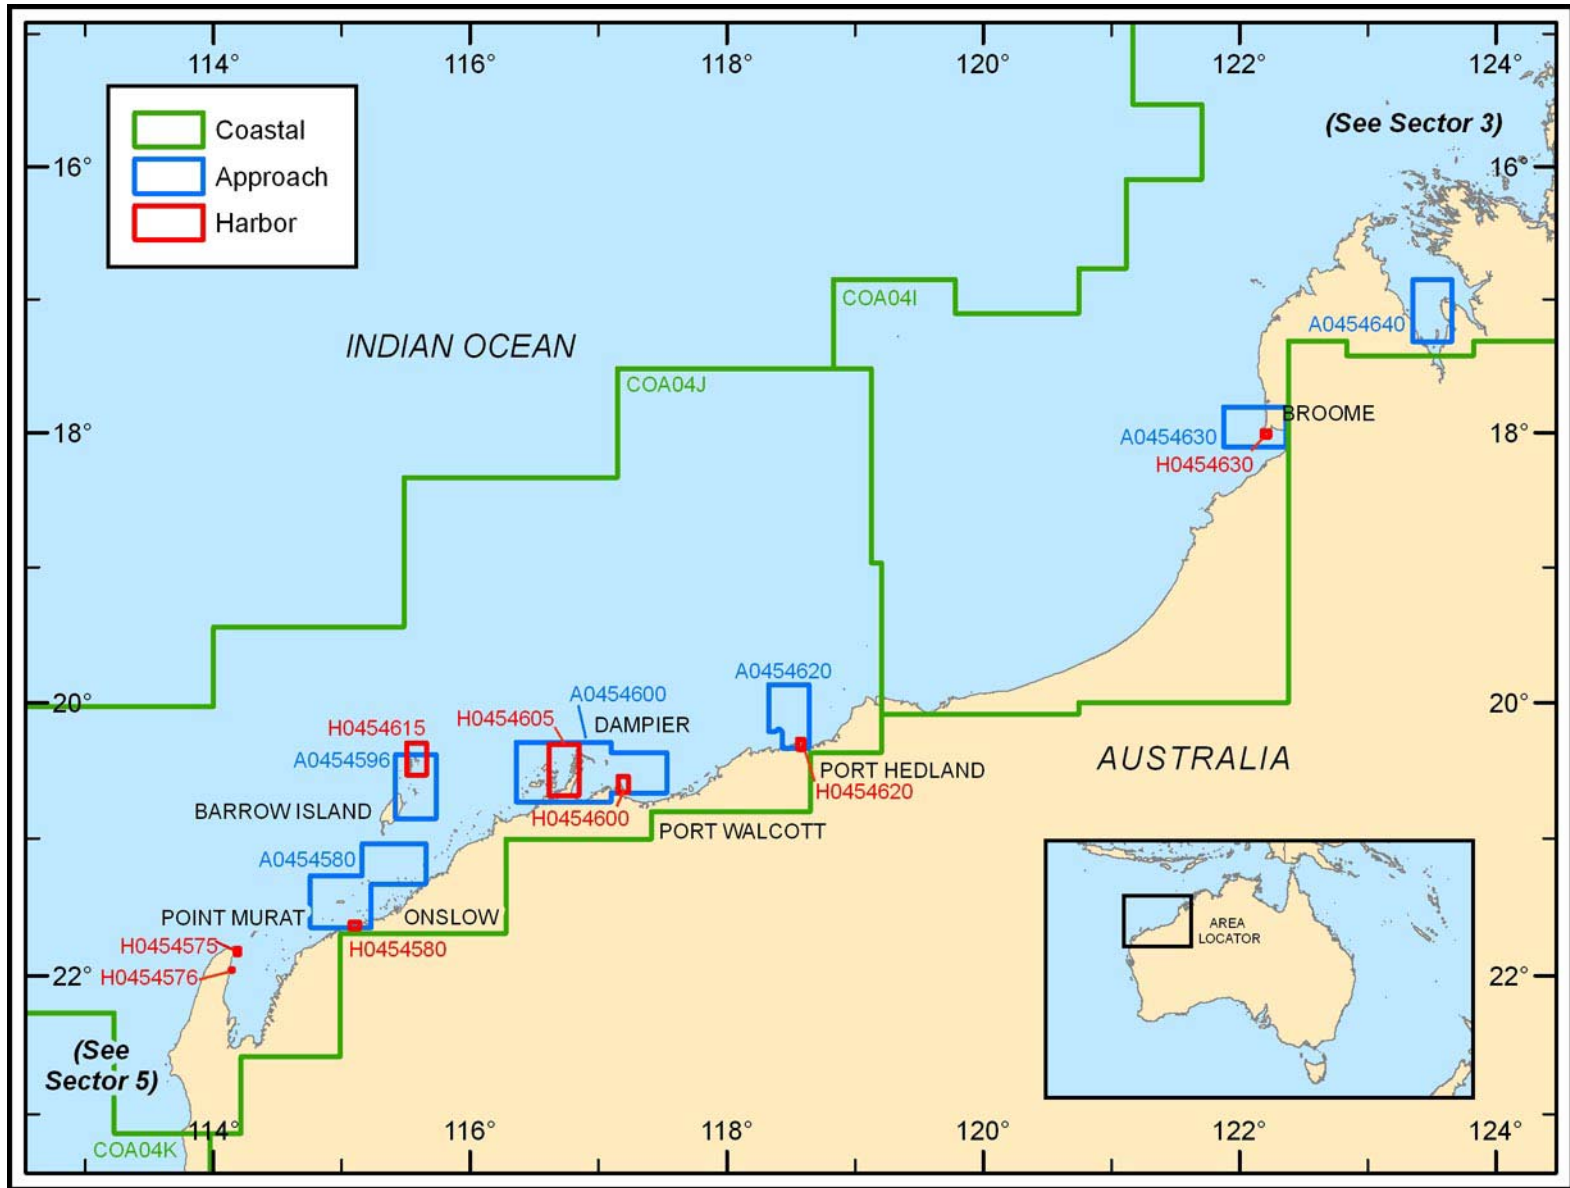 114°
116°
118°
120°
122°
124°
Coastal
Approach
Harbor
(See Sector 3)
16°
16°
COA04I
INDIAN OCEAN
A0454640
COA04J
BROOME
18°
A0454630
18°
H0454630
A0454620
A0454600
20°
20°
H0454615
H0454605
DAMPIER
A0454596
AUSTRALIA
PORT HEDLAND
H0454620
BARROW ISLAND
H0454600
PORT WALCOTT
A0454580
POINT MURAT
ONSLOW
AREA
LOCATOR
H0454575
H0454580
H0454576
22°
22°
(See
Sector 5)
COA04K
114°
116°
118°
120°
122°
124°